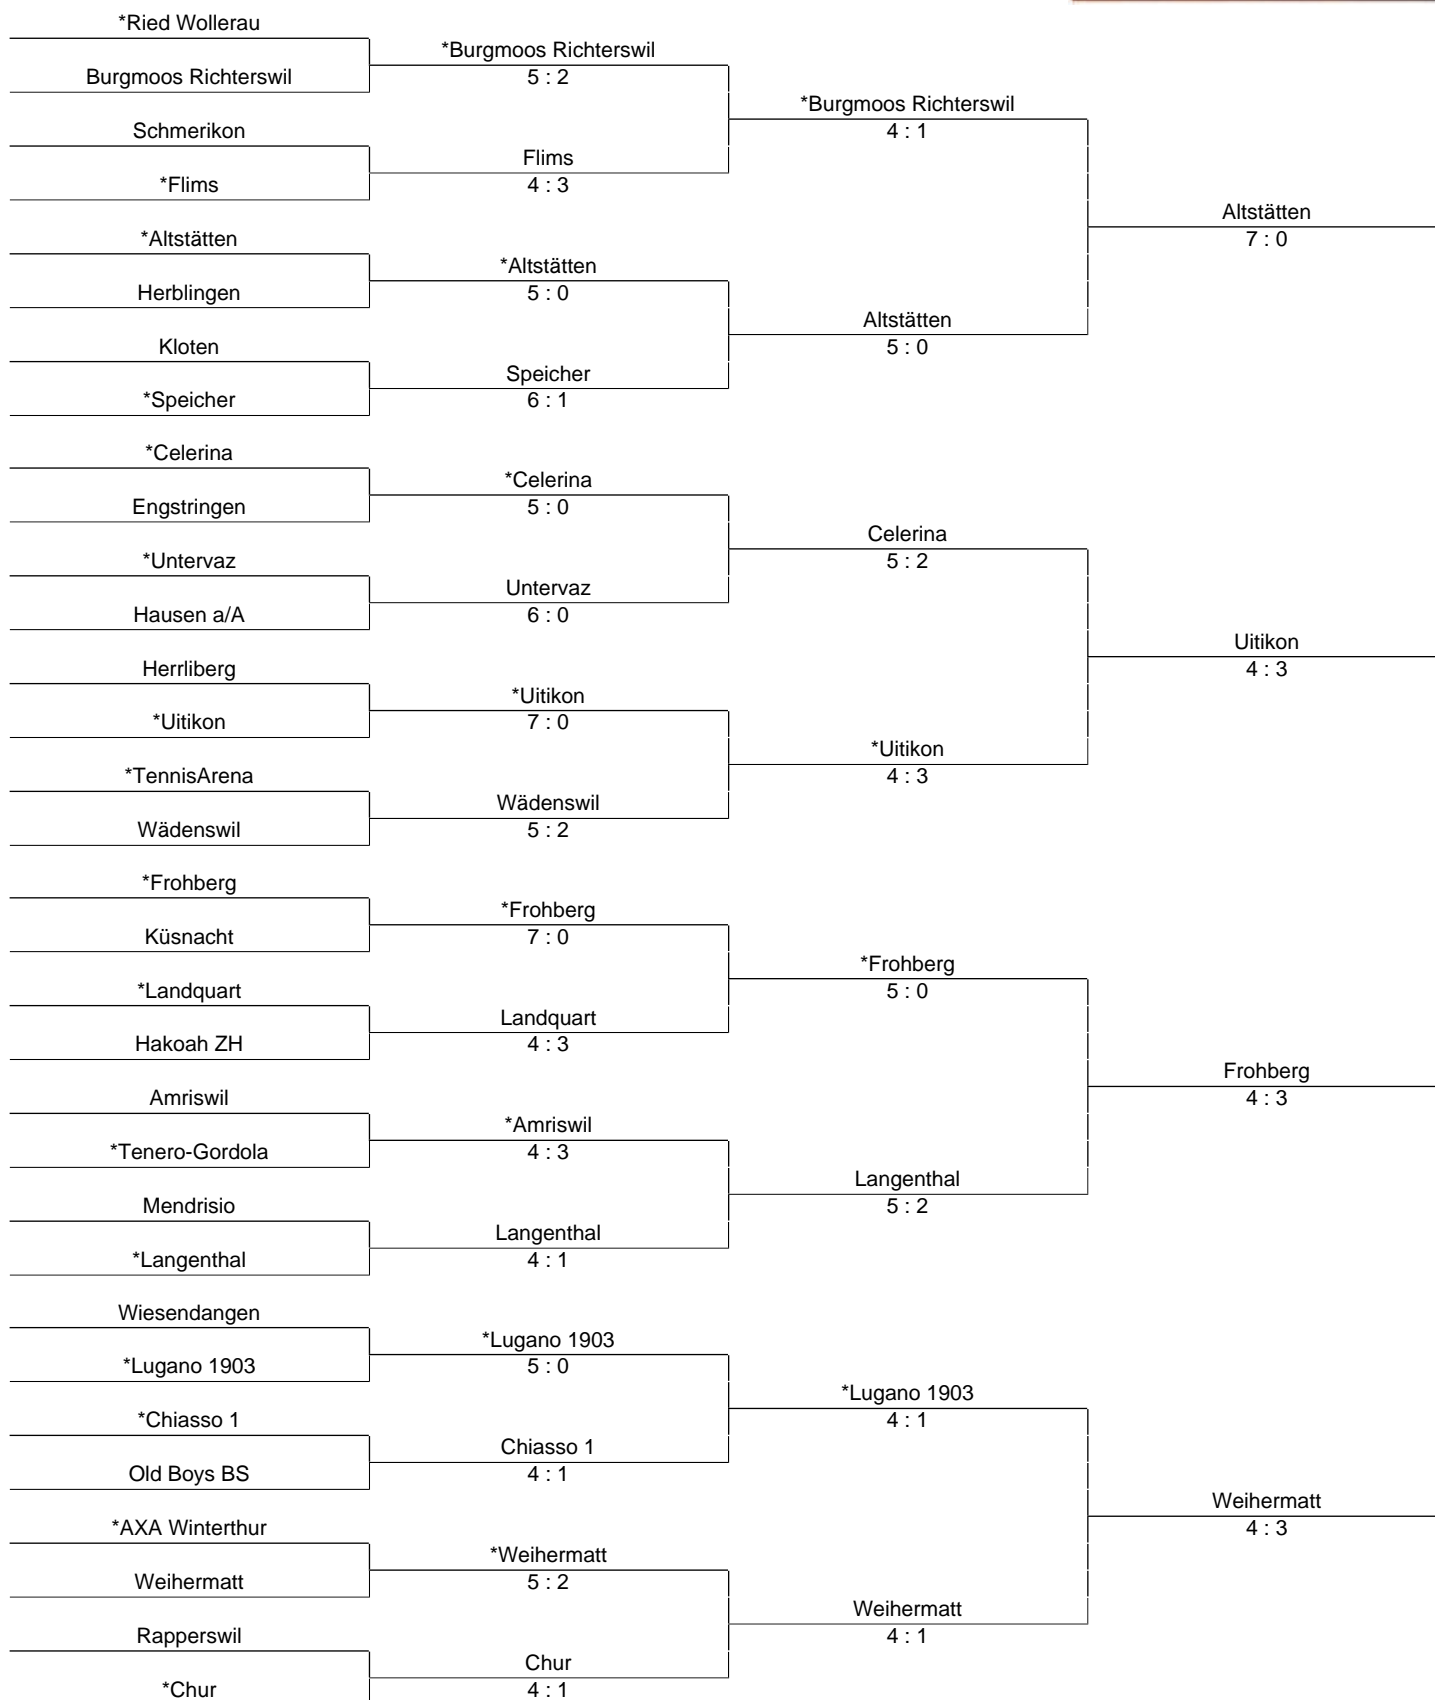 *Ried Wollerau
*Burgmoos Richterswil
Burgmoos Richterswil
5 : 2
*Burgmoos Richterswil
Schmerikon
4 : 1
Flims
*Flims
4 : 3
Altstätten
*Altstätten
7 : 0
*Altstätten
Herblingen
5 : 0
Altstätten
Kloten
5 : 0
Speicher
*Speicher
6 : 1
*Celerina
*Celerina
Engstringen
5 : 0
Celerina
*Untervaz
5 : 2
Untervaz
Hausen a/A
6 : 0
Uitikon
Herrliberg
4 : 3
*Uitikon
*Uitikon
7 : 0
*Uitikon
*TennisArena
4 : 3
Wädenswil
Wädenswil
5 : 2
*Frohberg
*Frohberg
Küsnacht
7 : 0
*Frohberg
*Landquart
5 : 0
Landquart
Hakoah ZH
4 : 3
Frohberg
Amriswil
4 : 3
*Amriswil
*Tenero-Gordola
4 : 3
Langenthal
Mendrisio
5 : 2
Langenthal
*Langenthal
4 : 1
Wiesendangen
*Lugano 1903
*Lugano 1903
5 : 0
*Lugano 1903
*Chiasso 1
4 : 1
Chiasso 1
Old Boys BS
4 : 1
Weihermatt
*AXA Winterthur
4 : 3
*Weihermatt
Weihermatt
5 : 2
Weihermatt
Rapperswil
4 : 1
Chur
*Chur
4 : 1